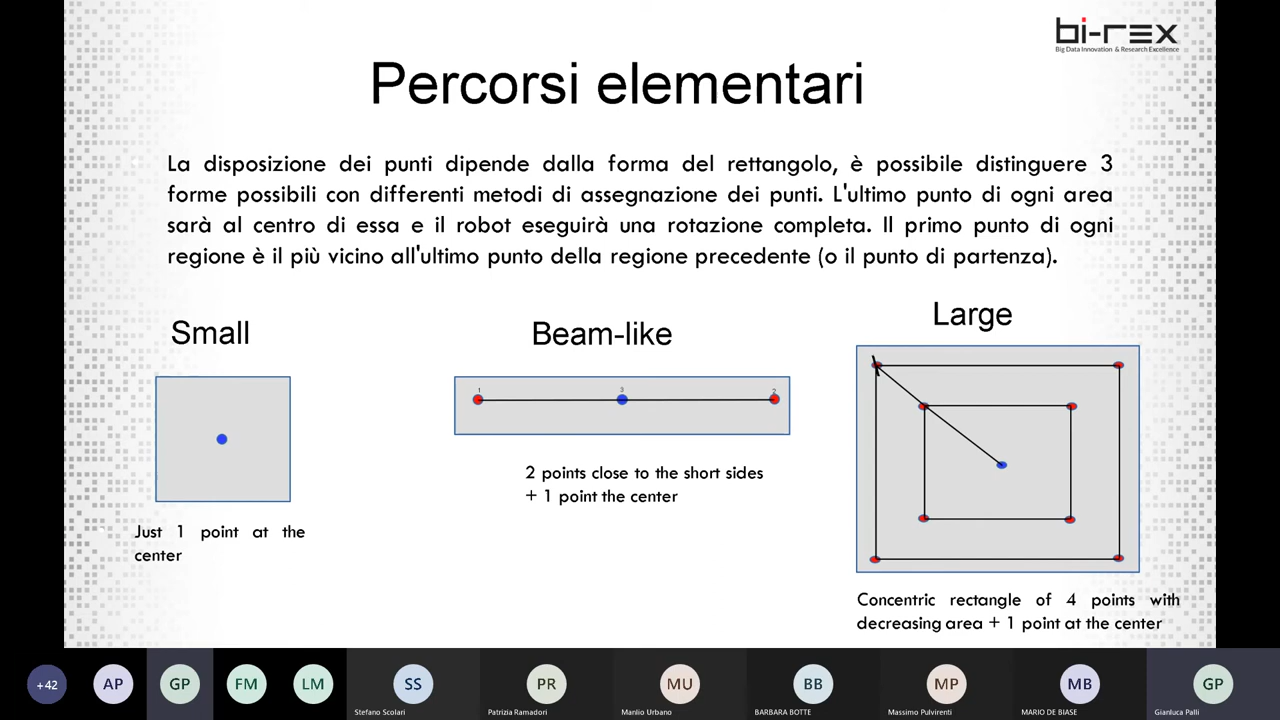 bi-rex
Big Data Innovation & Research Excellence
Percorsi elementari
La disposizione dei punti dipende dalla forma del rettangolo, è possibile distinguere 3
forme possibili con differenti metodi di assegnazione dei punti. L'ultimo punto di ogni area
sarà al centro di essa e il robot eseguirà una rotazione completa. Il primo punto di ogni
regione è il più vicino all'ultimo punto della regione precedente (o il punto di partenza).
Small
Just 1 point at the
center
Beam-like
1 3 2
2 points close to the short sides
+ 1 point the center
Large
Concentric rectangle of 4 points with
decreasing area + 1 point at the center
+42 AP GP FM LM SS PR MU BB MP MB GP
Stefano Scolari Patrizia Ramadori Manlio Urbano BARBARA BOTTE Massimo Pulvirenti MARIO DE BIASE Gianluca Palli